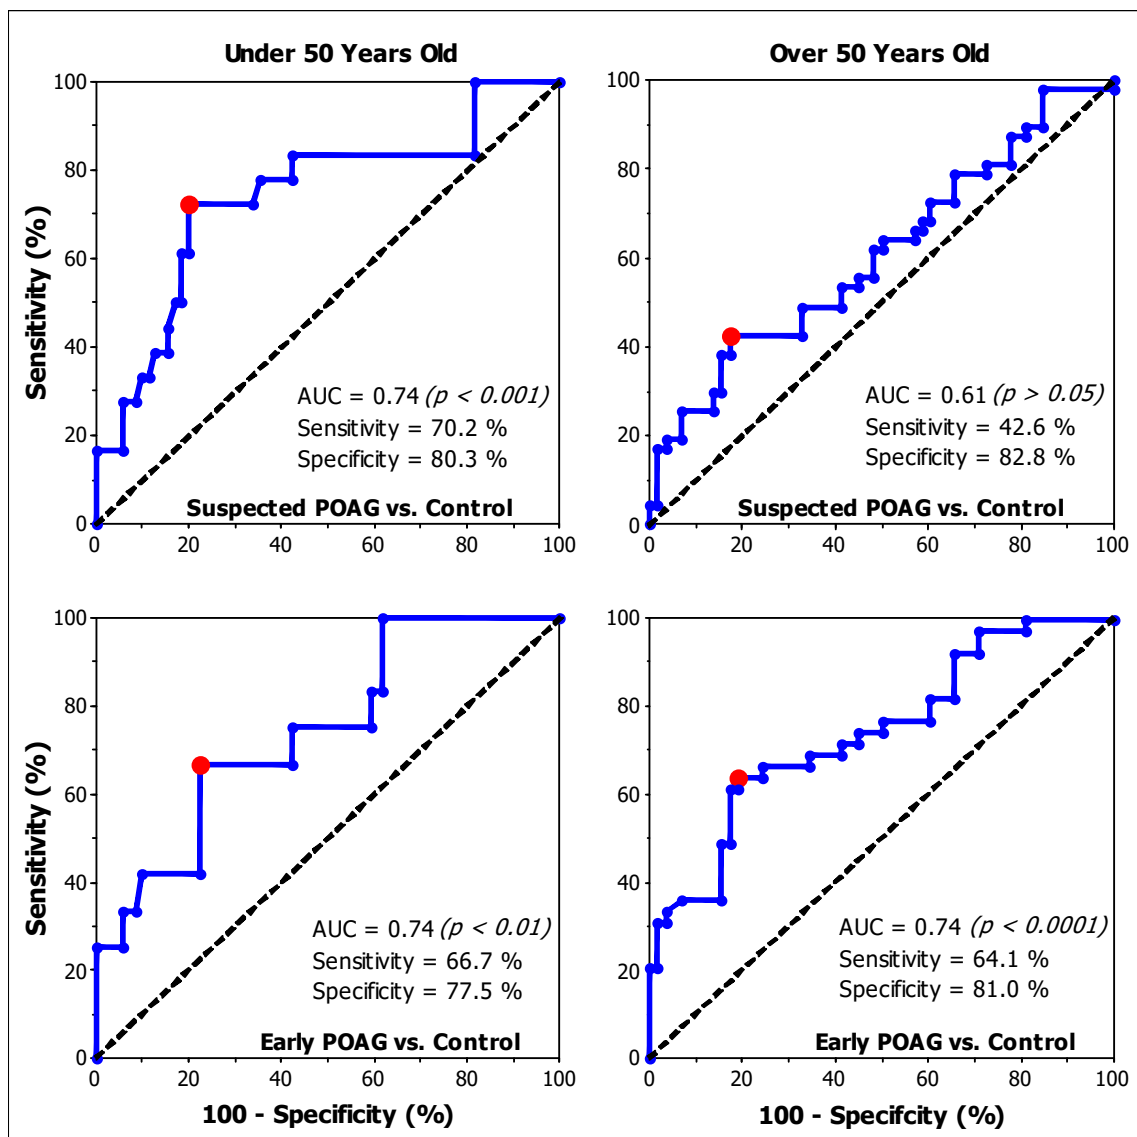 Under 50 Years Old
Over 50 Years Old
Sensitivity (%)
100
80
60
40
20
0
AUC = 0.74 (p < 0.001)
Sensitivity = 70.2 %
Specificity = 80.3 %
Suspected POAG vs. Control
0 20 40 60 80 100
100
80
60
40
20
0
AUC = 0.61 (p > 0.05)
Sensitivity = 42.6 %
Specificity = 82.8 %
Suspected POAG vs. Control
0 20 40 60 80 100
Sensitivity (%)
100
80
60
40
20
0
AUC = 0.74 (p < 0.01)
Sensitivity = 66.7 %
Specificity = 77.5 %
Early POAG vs. Control
0 20 40 60 80 100
100 - Specificity (%)
100
80
60
40
20
0
AUC = 0.74 (p < 0.0001)
Sensitivity = 64.1 %
Specificity = 81.0 %
Early POAG vs. Control
0 20 40 60 80 100
100 - Specifcity (%)